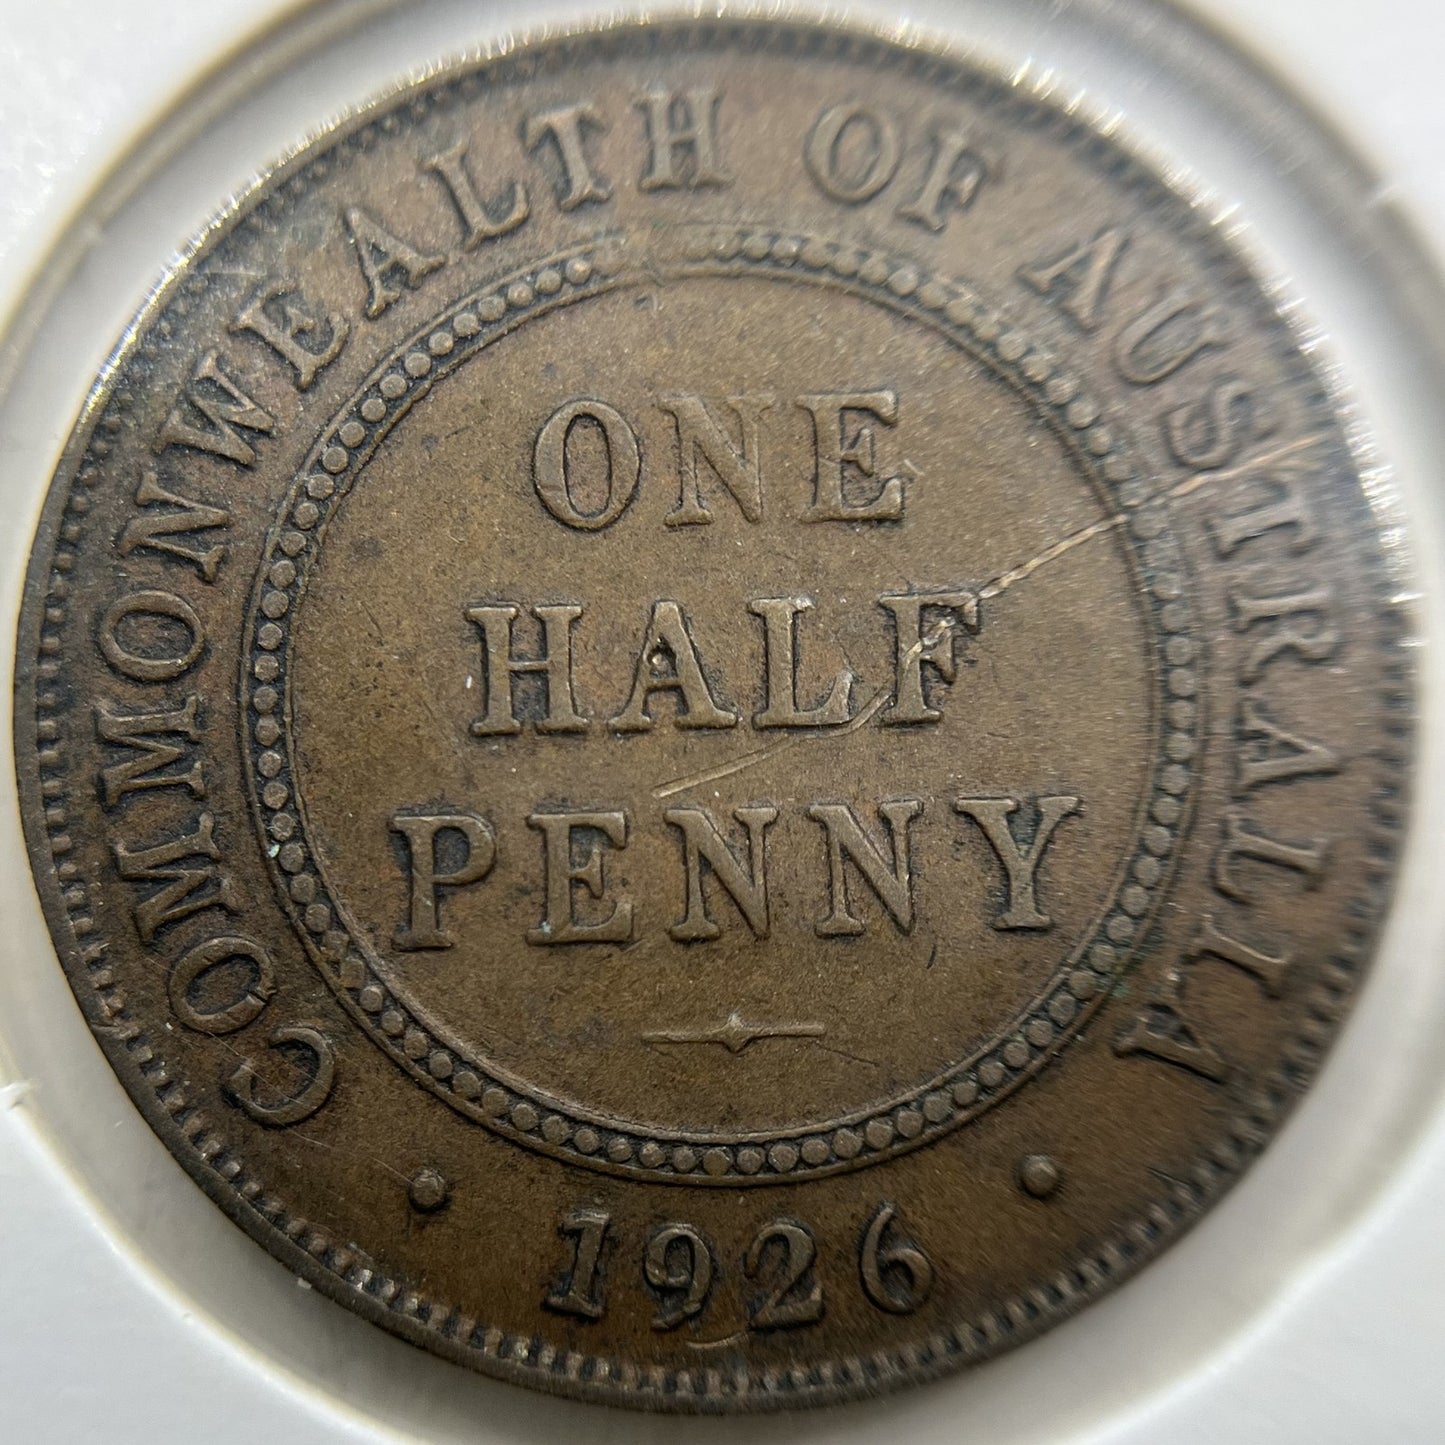 COMMONWEALTH OF AUSTRALIA
ONE
HALF
PENNY
1926